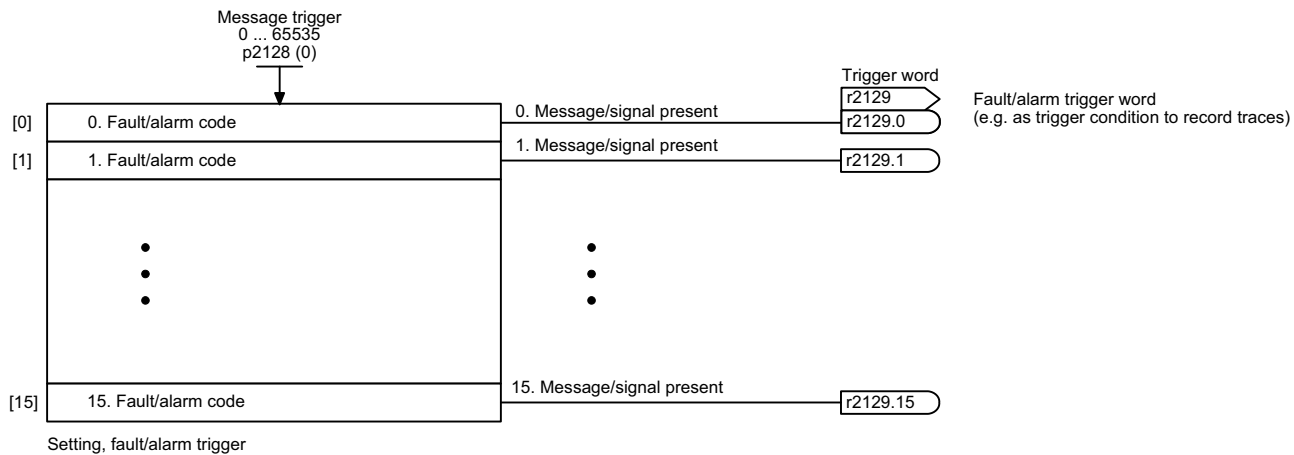 Message trigger
0 ... 65535
p2128 (0)
Trigger word
r2129
Fault/alarm trigger word
(e.g. as trigger condition to record traces)
[0]
0. Fault/alarm code
0. Message/signal present
r2129.0
[1]
1. Fault/alarm code
1. Message/signal present
r2129.1
[15]
15. Fault/alarm code
15. Message/signal present
r2129.15
Setting, fault/alarm trigger